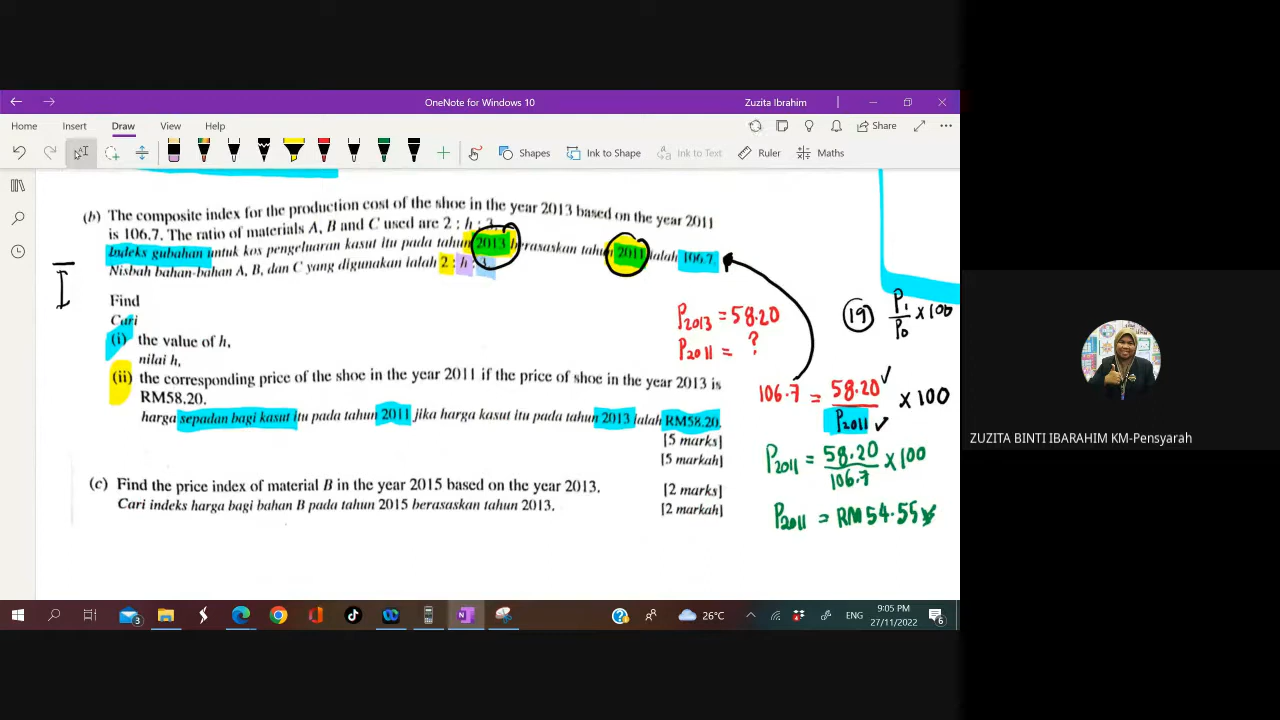 OneNote for Windows 10
Zuzita Ibrahim
Home Insert Draw View Help
Share
Shapes Ink to Shape Ink to Text Ruler Maths
(b) The composite index for the production cost of the shoe in the year 2013 based on the year 2011
is 106.7. The ratio of materials A, B and C used are 2 : h : 3.
Indeks gubahan untuk kos pengeluaran kasut itu pada tahun 2013 berasaskan tahun 2011 ialah 106.7.
Nisbah bahan-bahan A, B, dan C yang digunakan ialah 2 : h :
Find
Cari
(i) the value of h,
nilai h,
(ii) the corresponding price of the shoe in the year 2011 if the price of shoe in the year 2013 is
RM58.20.
harga sepadan bagi kasut itu pada tahun 2011 jika harga kasut itu pada tahun 2013 ialah RM58.20.
[5 marks]
[5 markah]
(c) Find the price index of material B in the year 2015 based on the year 2013.
[2 marks]
Cari indeks harga bagi bahan B pada tahun 2015 berasaskan tahun 2013.
[2 markah]
P2013 = 58.20
P2011 = ?
(19) P1/P0 × 100
106.7 = 58.20/P2011 × 100
P2011 = 58.20/106.7 × 100
P2011 = RM54.55
ZUZITA BINTI IBARAHIM KM-Pensyarah
3
26°C
ENG
9:05 PM
27/11/2022
6